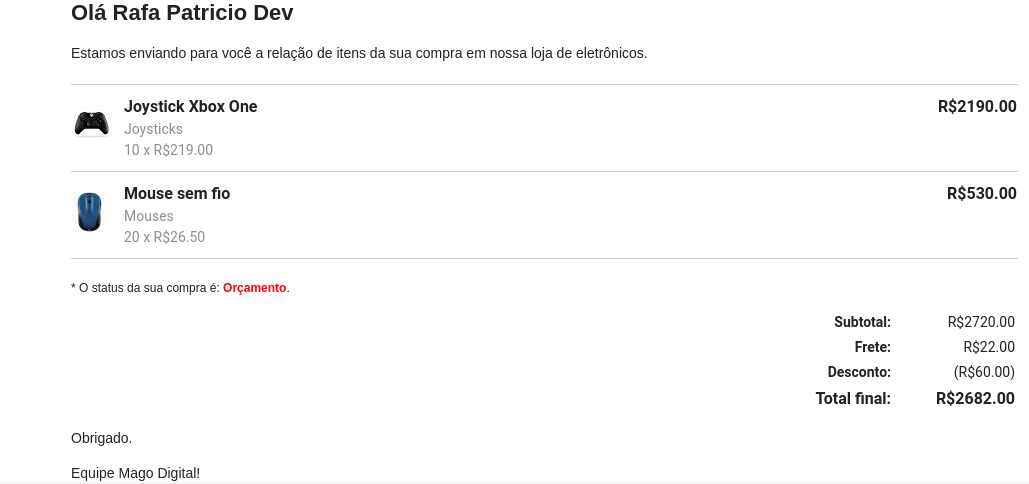 Olá Rafa Patricio Dev
Estamos enviando para você a relação de itens da sua compra em nossa loja de eletrônicos.
Joystick Xbox One R$2190.00
Joysticks
10 x R$219.00
Mouse sem fio R$530.00
Mouses
20 x R$26.50
* O status da sua compra é: Orçamento.
Subtotal: R$2720.00
Frete: R$22.00
Desconto: (R$60.00)
Total final: R$2682.00
Obrigado.
Equipe Mago Digital!